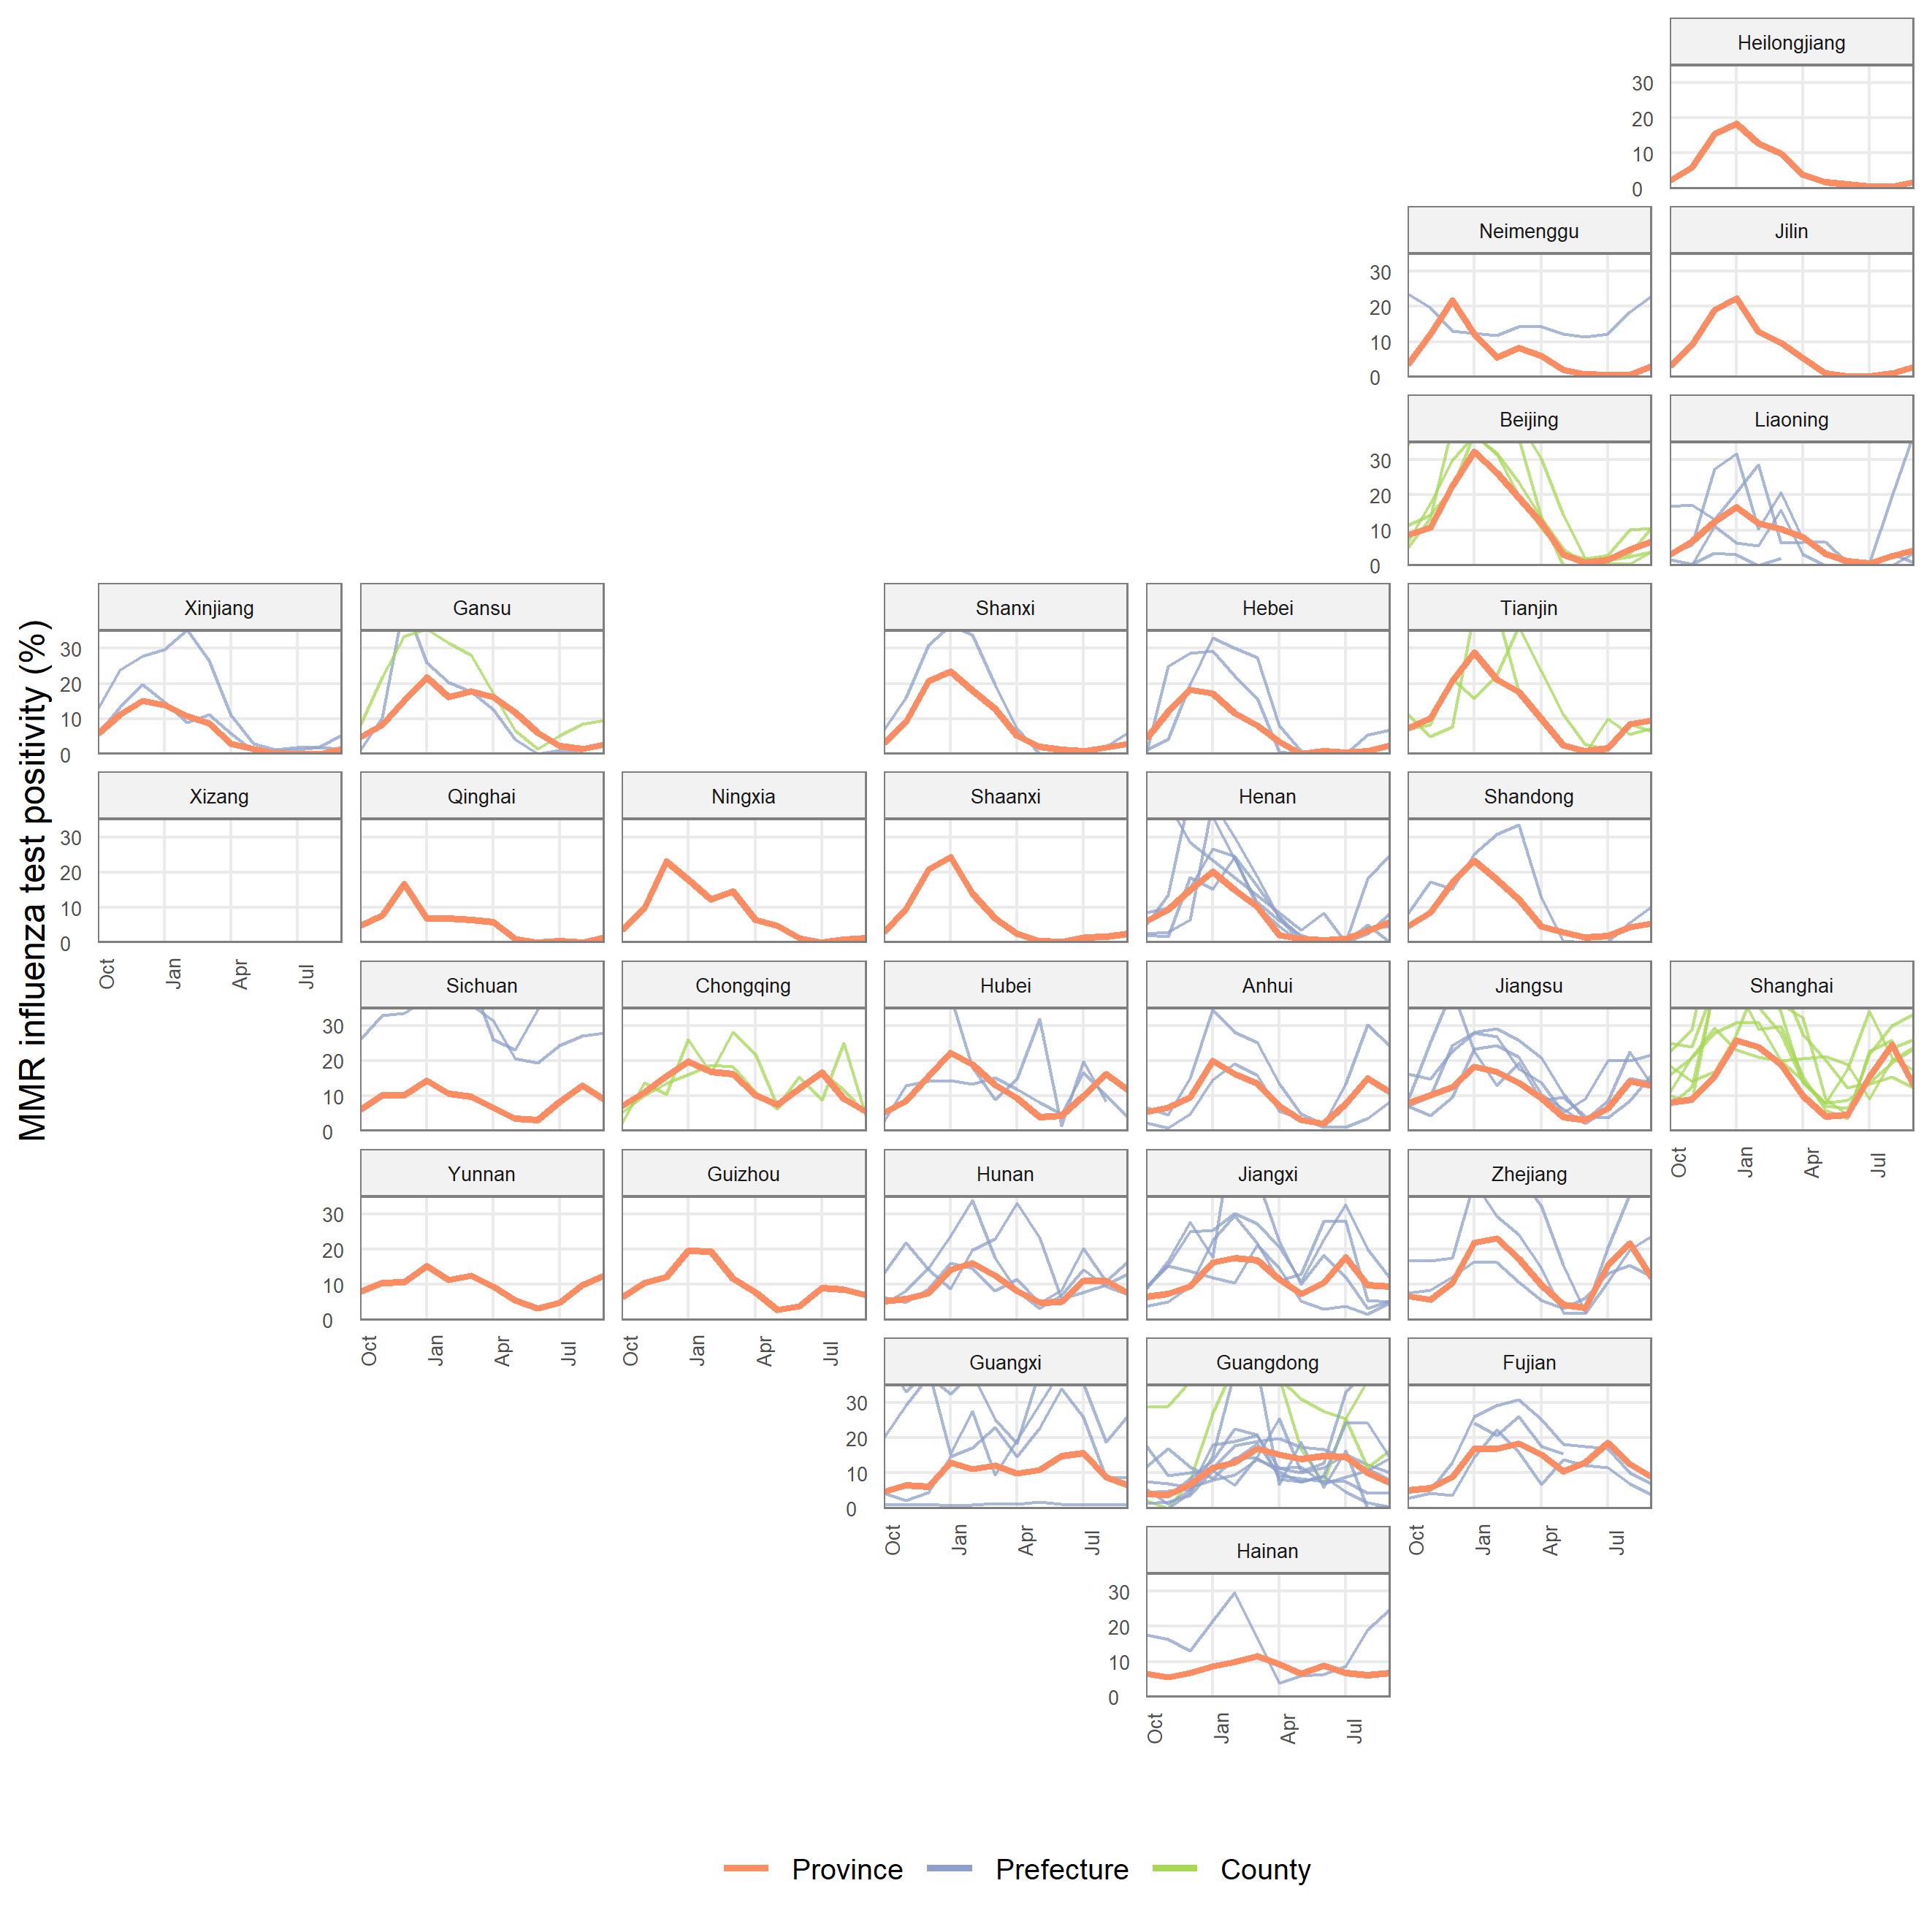 Heilongjiang
30
20
10
0
Neimenggu
Jilin
30
20
10
0
Beijing
Liaoning
30
20
10
0
Xinjiang
Gansu
Shanxi
Hebei
Tianjin
30
20
10
0
Xizang
Qinghai
Ningxia
Shaanxi
Henan
Shandong
30
20
10
0
Oct
Jan
Apr
Jul
Sichuan
Chongqing
Hubei
Anhui
Jiangsu
Shanghai
30
20
10
0
Oct
Jan
Apr
Jul
Yunnan
Guizhou
Hunan
Jiangxi
Zhejiang
30
20
10
0
Oct
Jan
Apr
Jul
Oct
Jan
Apr
Jul
Guangxi
Guangdong
Fujian
30
20
10
0
Oct
Jan
Apr
Jul
Oct
Jan
Apr
Jul
Hainan
30
20
10
0
Oct
Jan
Apr
Jul
MMR influenza test positivity (%)
Province
Prefecture
County